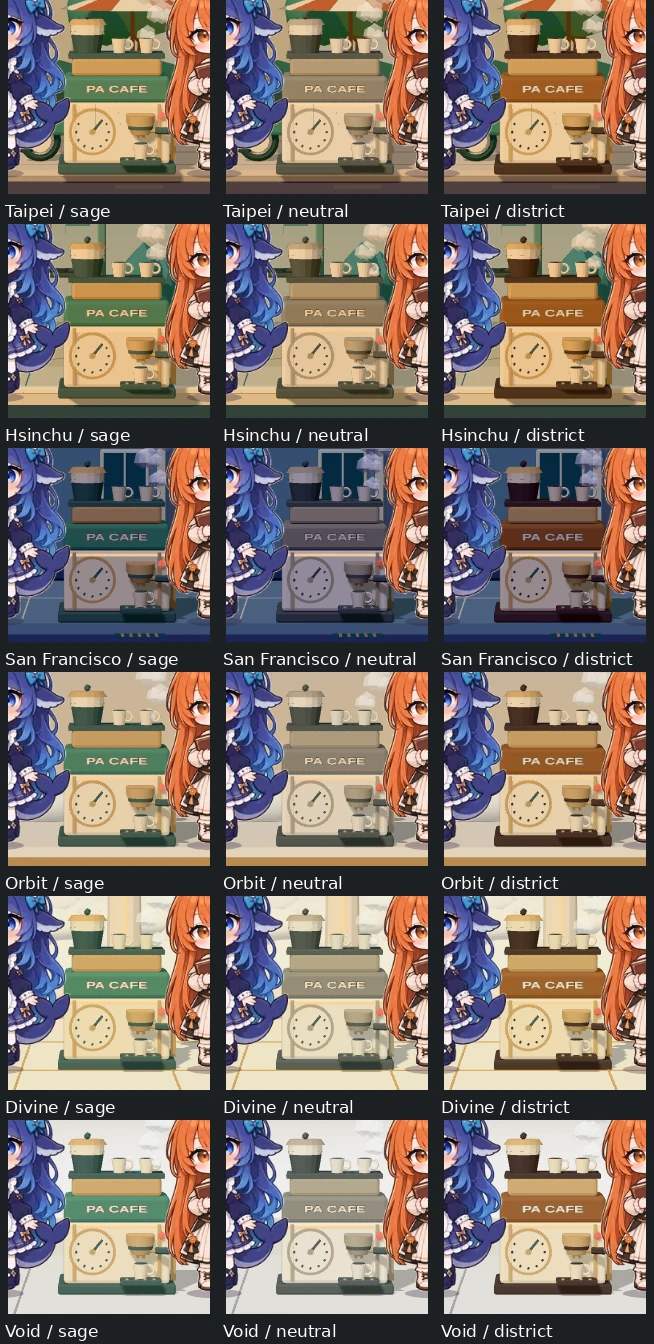 PA CAFE PA CAFE PA CAFE
Taipei / sage Taipei / neutral Taipei / district
PA CAFE PA CAFE PA CAFE
Hsinchu / sage Hsinchu / neutral Hsinchu / district
PA CAFE PA CAFE PA CAFE
San Francisco / sage San Francisco / neutral San Francisco / district
PA CAFE PA CAFE PA CAFE
Orbit / sage Orbit / neutral Orbit / district
PA CAFE PA CAFE PA CAFE
Divine / sage Divine / neutral Divine / district
PA CAFE PA CAFE PA CAFE
Void / sage Void / neutral Void / district